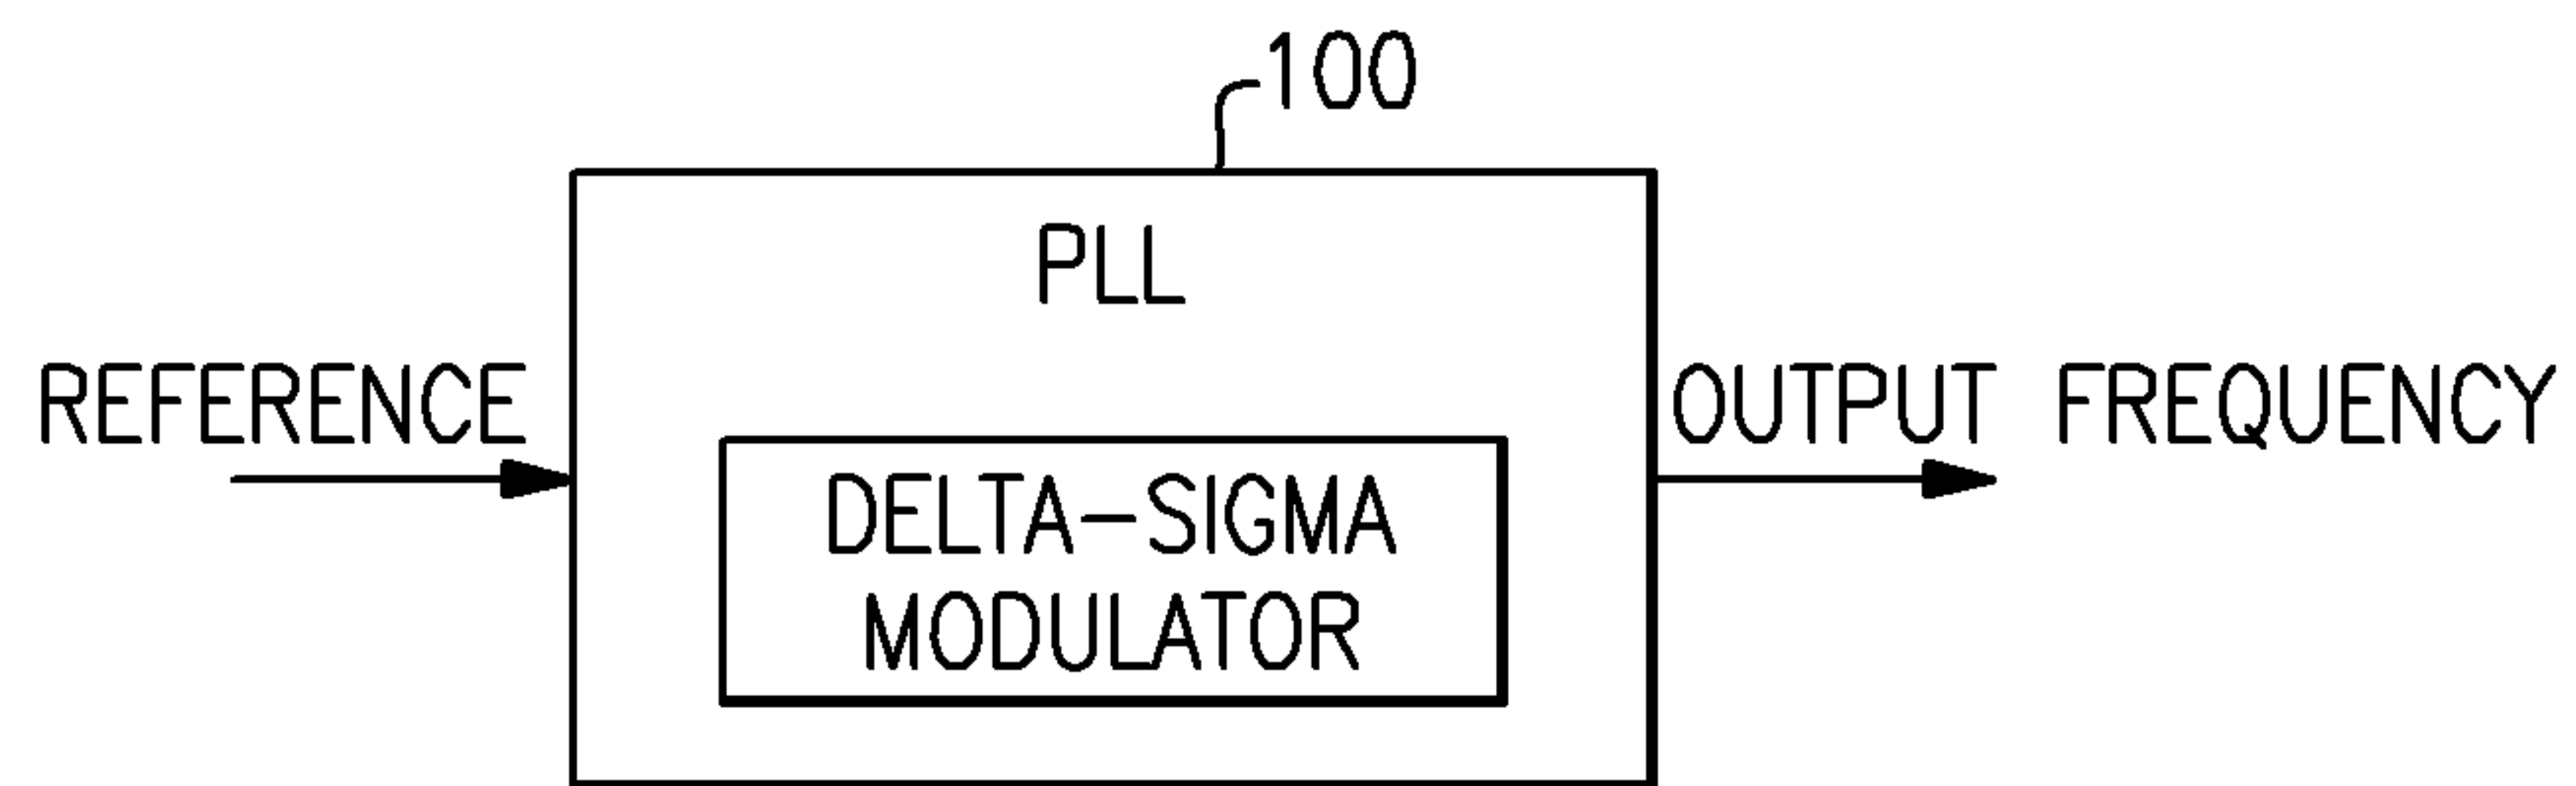 100
PLL
REFERENCE
OUTPUT FREQUENCY
DELTA-SIGMA
MODULATOR